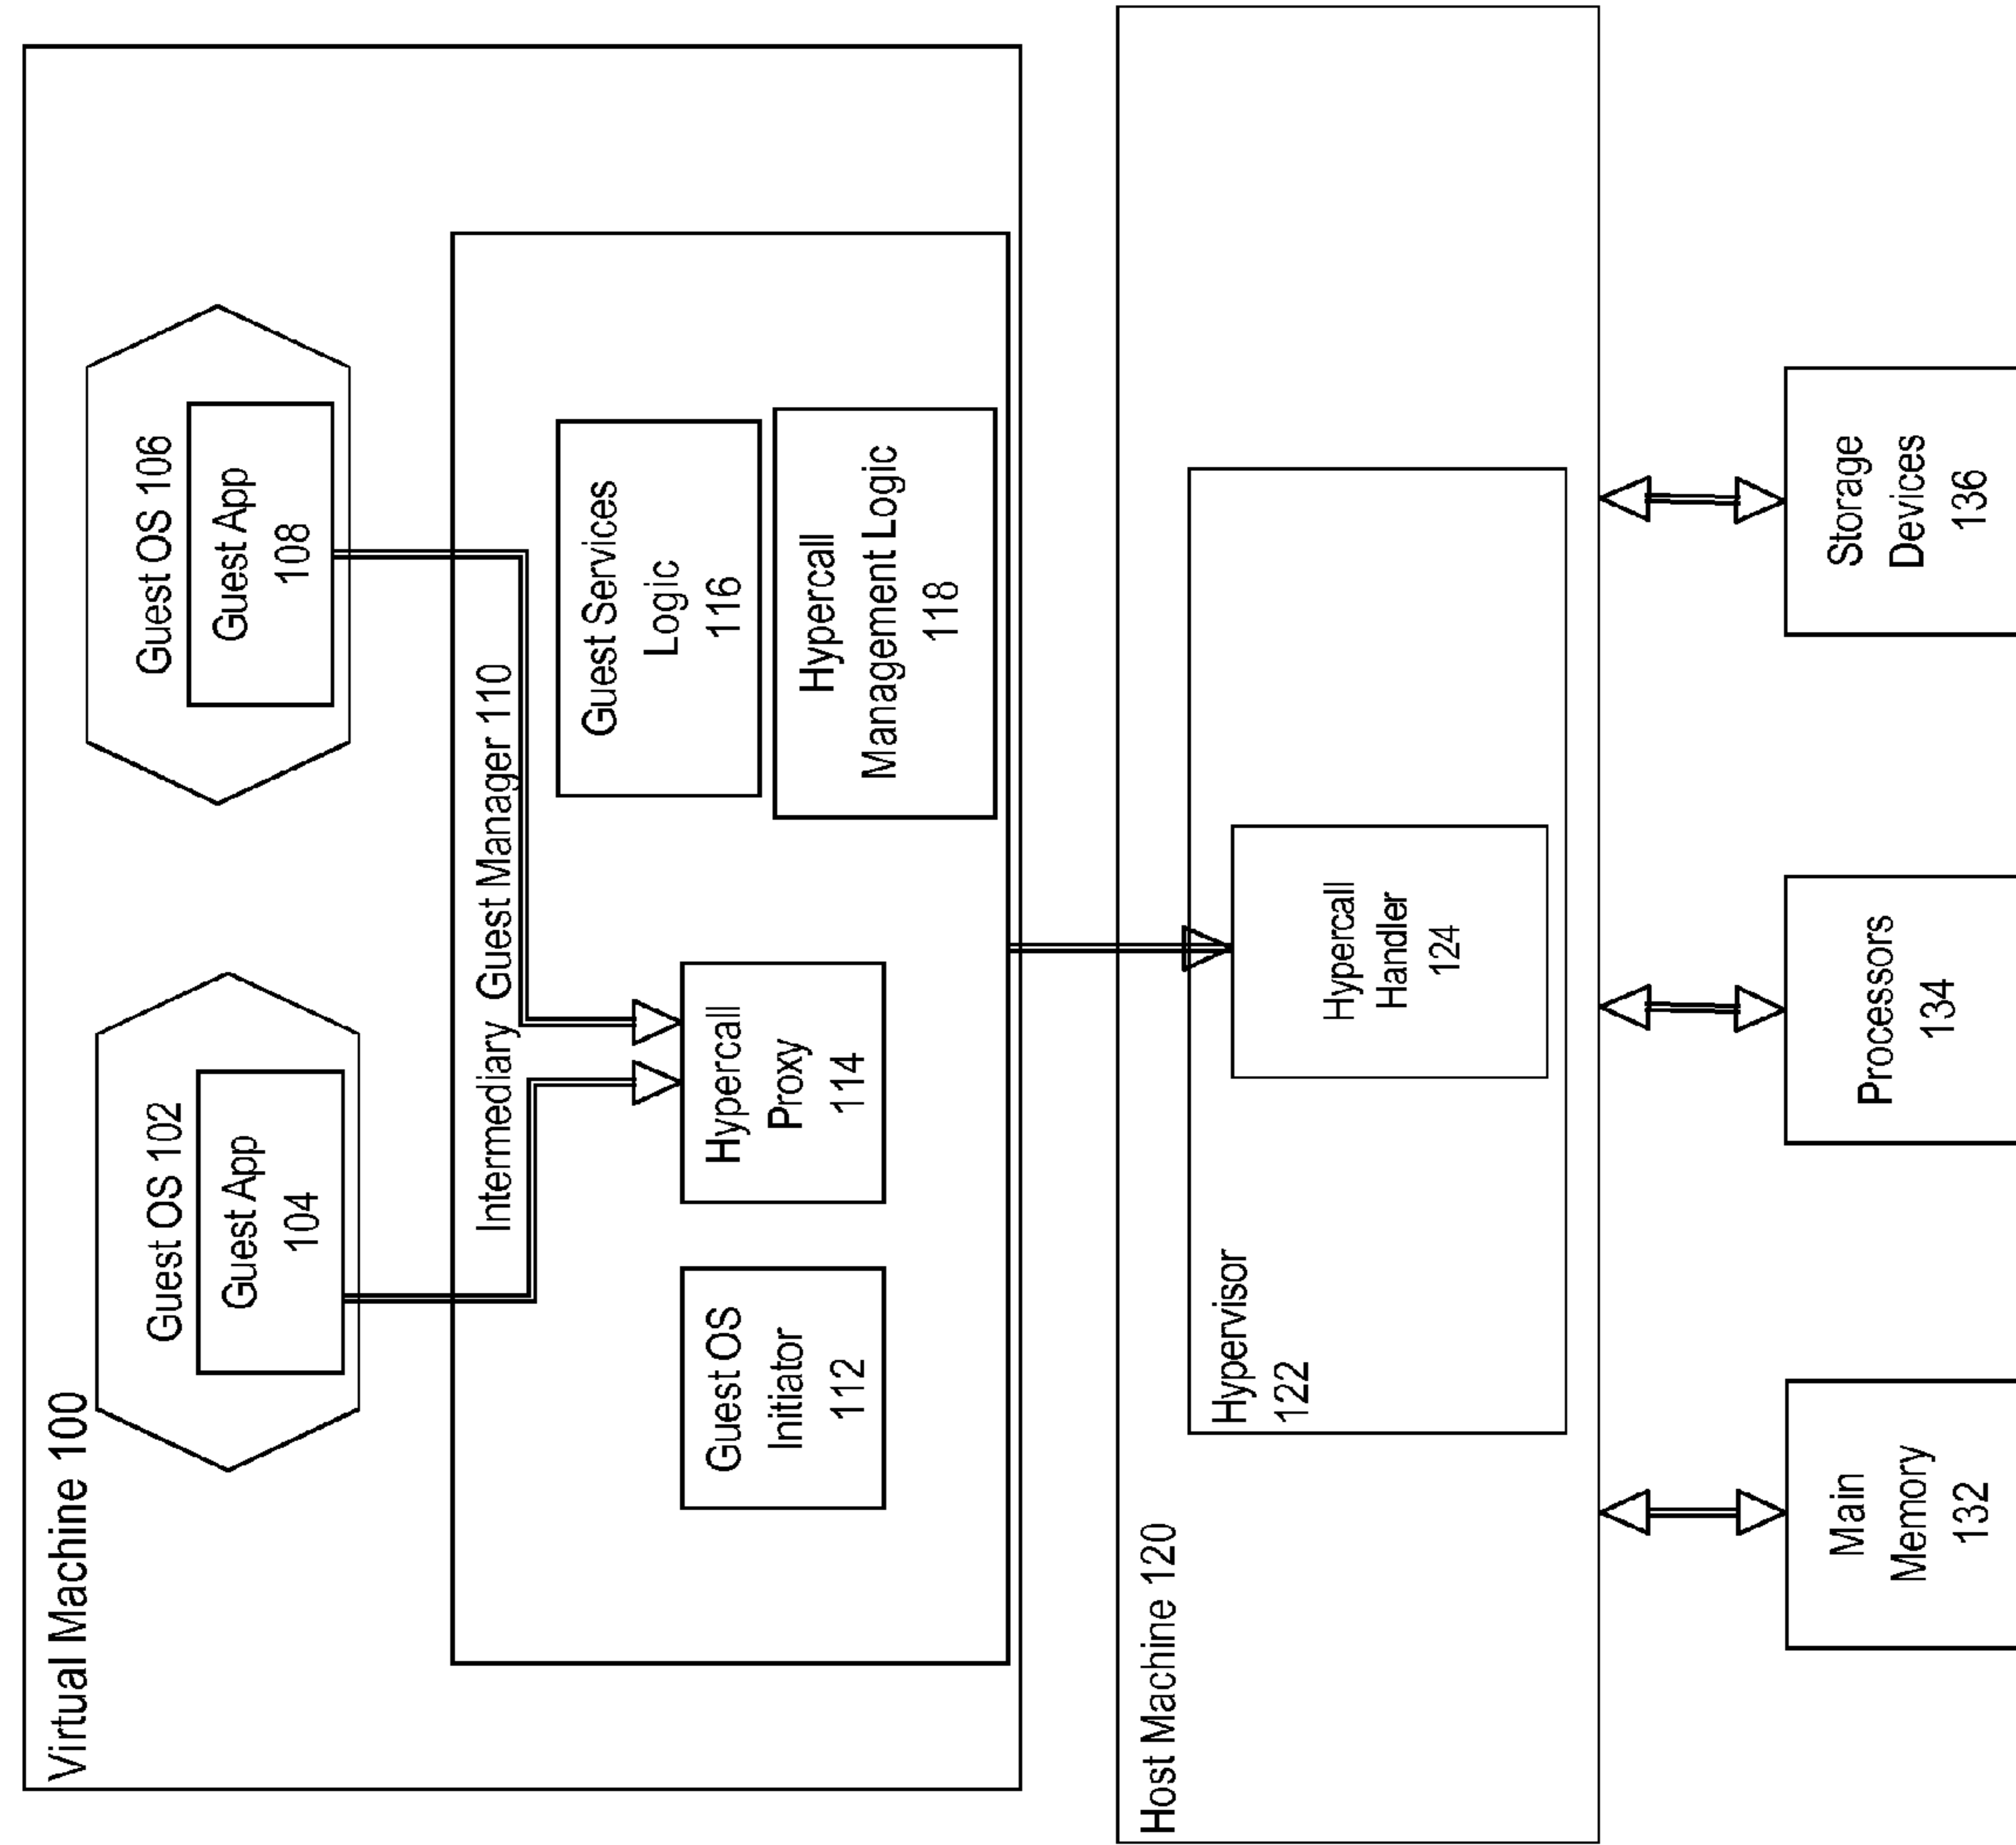 Virtual Machine 100
Guest OS 102
Guest App
104
Guest OS 106
Guest App
108
Intermediary Guest Manager 110
Guest OS
Initiator
112
Hypercall
Proxy
114
Guest Services
Logic
116
Hypercall
Management Logic
118
Host Machine 120
Hypervisor
122
Hypercall
Handler
124
Main
Memory
132
Processors
134
Storage
Devices
136